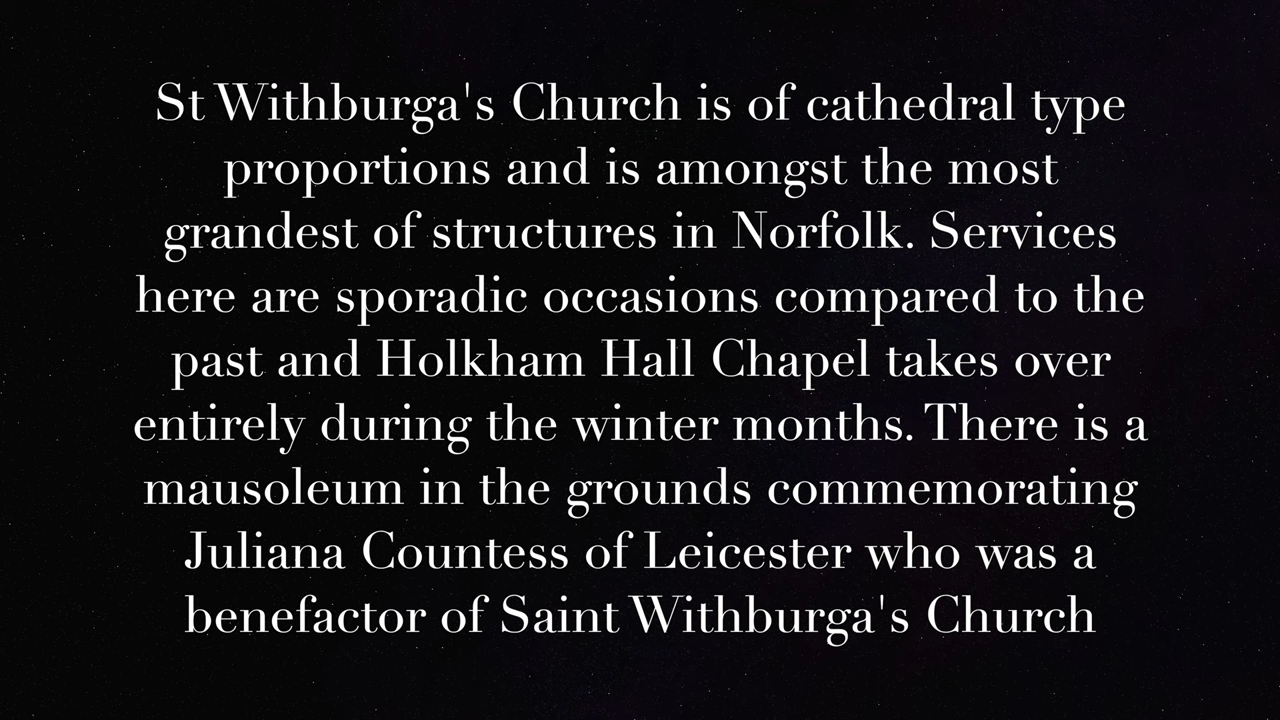 St Withburga's Church is of cathedral type
proportions and is amongst the most
grandest of structures in Norfolk. Services
here are sporadic occasions compared to the
past and Holkham Hall Chapel takes over
entirely during the winter months. There is a
mausoleum in the grounds commemorating
Juliana Countess of Leicester who was a
benefactor of Saint Withburga's Church